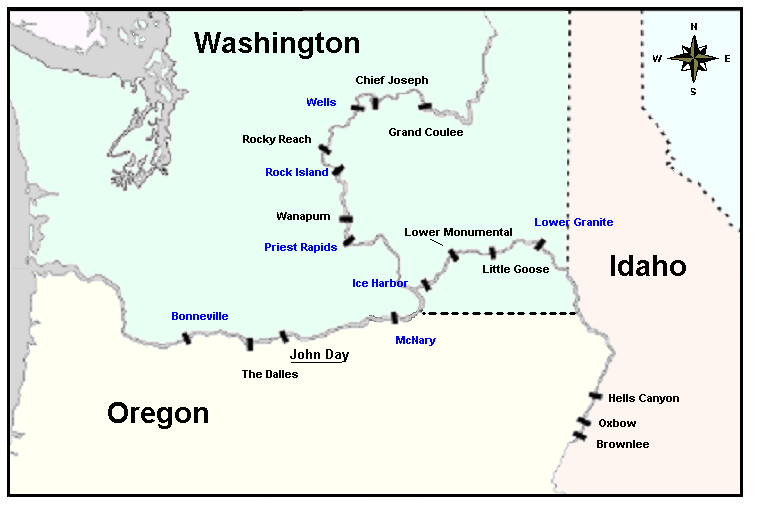 Washington
N
W
E
S
Chief Joseph
Wells
Grand Coulee
Rocky Reach
Rock Island
Wanapum
Lower Granite
Lower Monumental
Priest Rapids
Little Goose
Idaho
Ice Harbor
Bonneville
McNary
John Day
The Dalles
Hells Canyon
Oregon
Oxbow
Brownlee